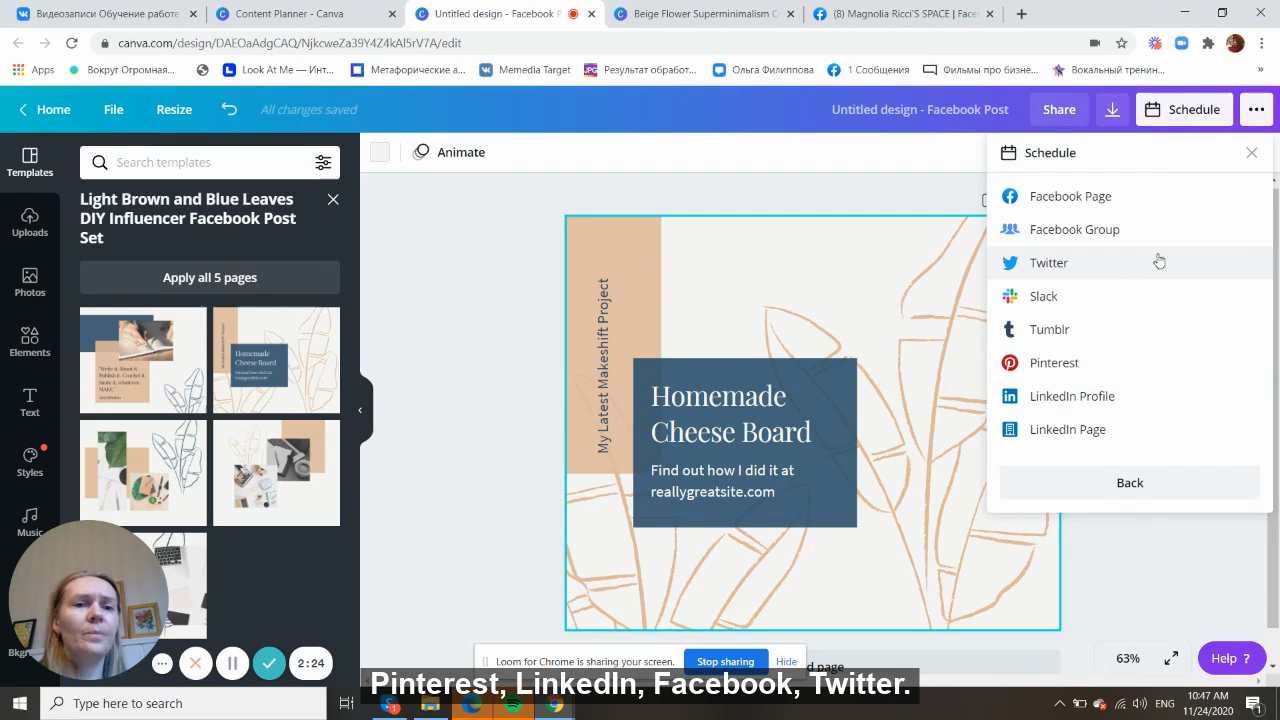 Видеозаписи
Content Planner - Canva
Untitled design - Facebook P
Beige Flower Superminimalism C
(8) Magnolia Ricci'S SPACE | Face
canva.com/design/DAEOaAdgCAQ/NjkcweZa39Y4Z4kAl5rV7A/edit
Apps
Вокруг Огромная...
Look At Me — Инт...
Метафорические а...
Memedia Target
Результат обработ...
Ольга Филиппова
1 Сообщения
Фильмы про бизне...
Вокальный тренин...
Home
File
Resize
All changes saved
Untitled design - Facebook Post
Share
Schedule
Templates
Uploads
Photos
Elements
Text
Styles
Music
Search templates
Light Brown and Blue Leaves
DIY Influencer Facebook Post
Set
Apply all 5 pages
Homemade
Cheese Board
Animate
My Latest Makeshift Project
Homemade
Cheese Board
Find out how I did it at
reallygreatsite.com
Schedule
Facebook Page
Facebook Group
Twitter
Slack
Tumblr
Pinterest
LinkedIn Profile
LinkedIn Page
Back
2:24
Loom for Chrome is sharing your screen.
Stop sharing
Hide
d page
63%
Help ?
Pinterest, LinkedIn, Facebook, Twitter.
Type here to search
ENG
10:47 AM
11/24/2020